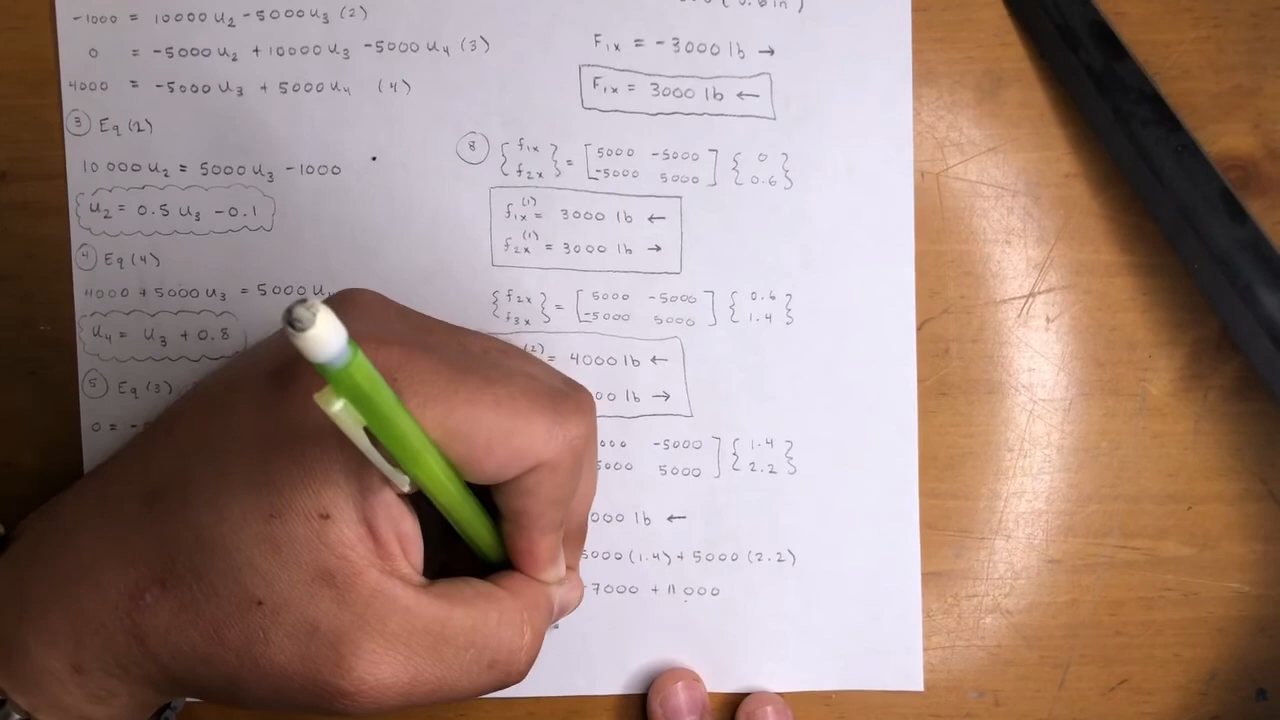 -1000 = 10000 u₂ - 5000 u₃ (2)
0 = -5000 u₂ + 10000 u₃ - 5000 u₄ (3)
4000 = -5000 u₃ + 5000 u₄ (4)
③ Eq (2)
10 000 u₂ = 5000 u₃ - 1000
u₂ = 0.5 u₃ - 0.1
④ Eq (4)
4000 + 5000 u₃ = 5000 u
u₄ = u₃ + 0.8
⑤ Eq (3)
0 = -
F₁ₓ = -3000 lb →
F₁ₓ = 3000 lb ←
⑧ { f₁ₓ } = [ 5000 -5000 ] { 0 }
{ f₂ₓ } [ -5000 5000 ] { 0.6 }
f₁ₓ⁽¹⁾ = 3000 lb ←
f₂ₓ⁽¹⁾ = 3000 lb →
{ f₂ₓ } = [ 5000 -5000 ] { 0.6 }
{ f₃ₓ } [ -5000 5000 ] { 1.4 }
⁽²⁾ = 4000 lb ←
00 lb →
000 -5000 ] { 1.4 }
5000 5000 ] { 2.2 }
000 lb ←
5000 (1.4) + 5000 (2.2)
-7000 + 11 000
=